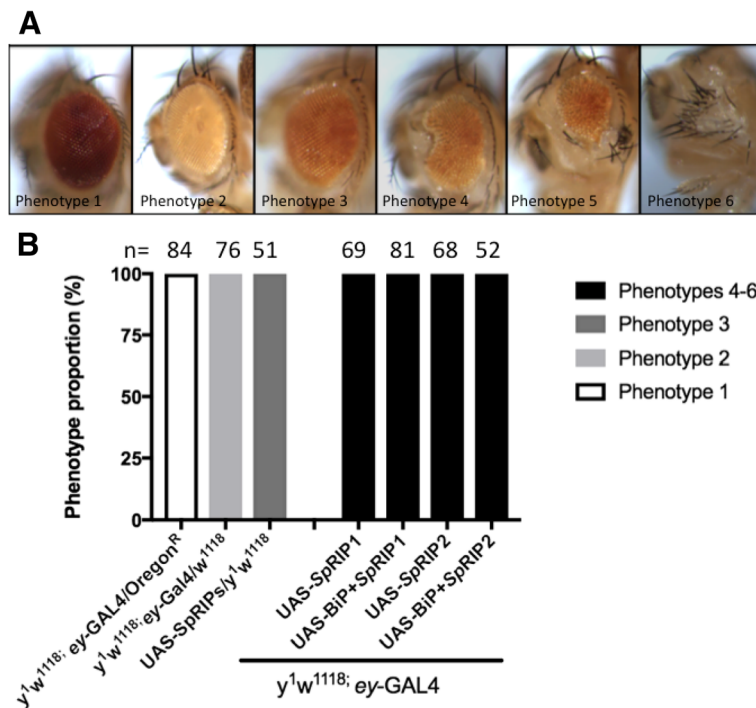 A
Phenotype 1 Phenotype 2 Phenotype 3 Phenotype 4 Phenotype 5 Phenotype 6
B
n= 84 76 51 69 81 68 52
Phenotype proportion (%)
100
75
50
25
0
Phenotypes 4-6
Phenotype 3
Phenotype 2
Phenotype 1
y1w1118; ey-GAL4/OregonR
y1w1118; ey-Gal4/w1118
UAS-SpRIPs/y1w1118
UAS-SpRIP1
UAS-BiP+SpRIP1
UAS-SpRIP2
UAS-BiP+SpRIP2
y1w1118; ey-GAL4